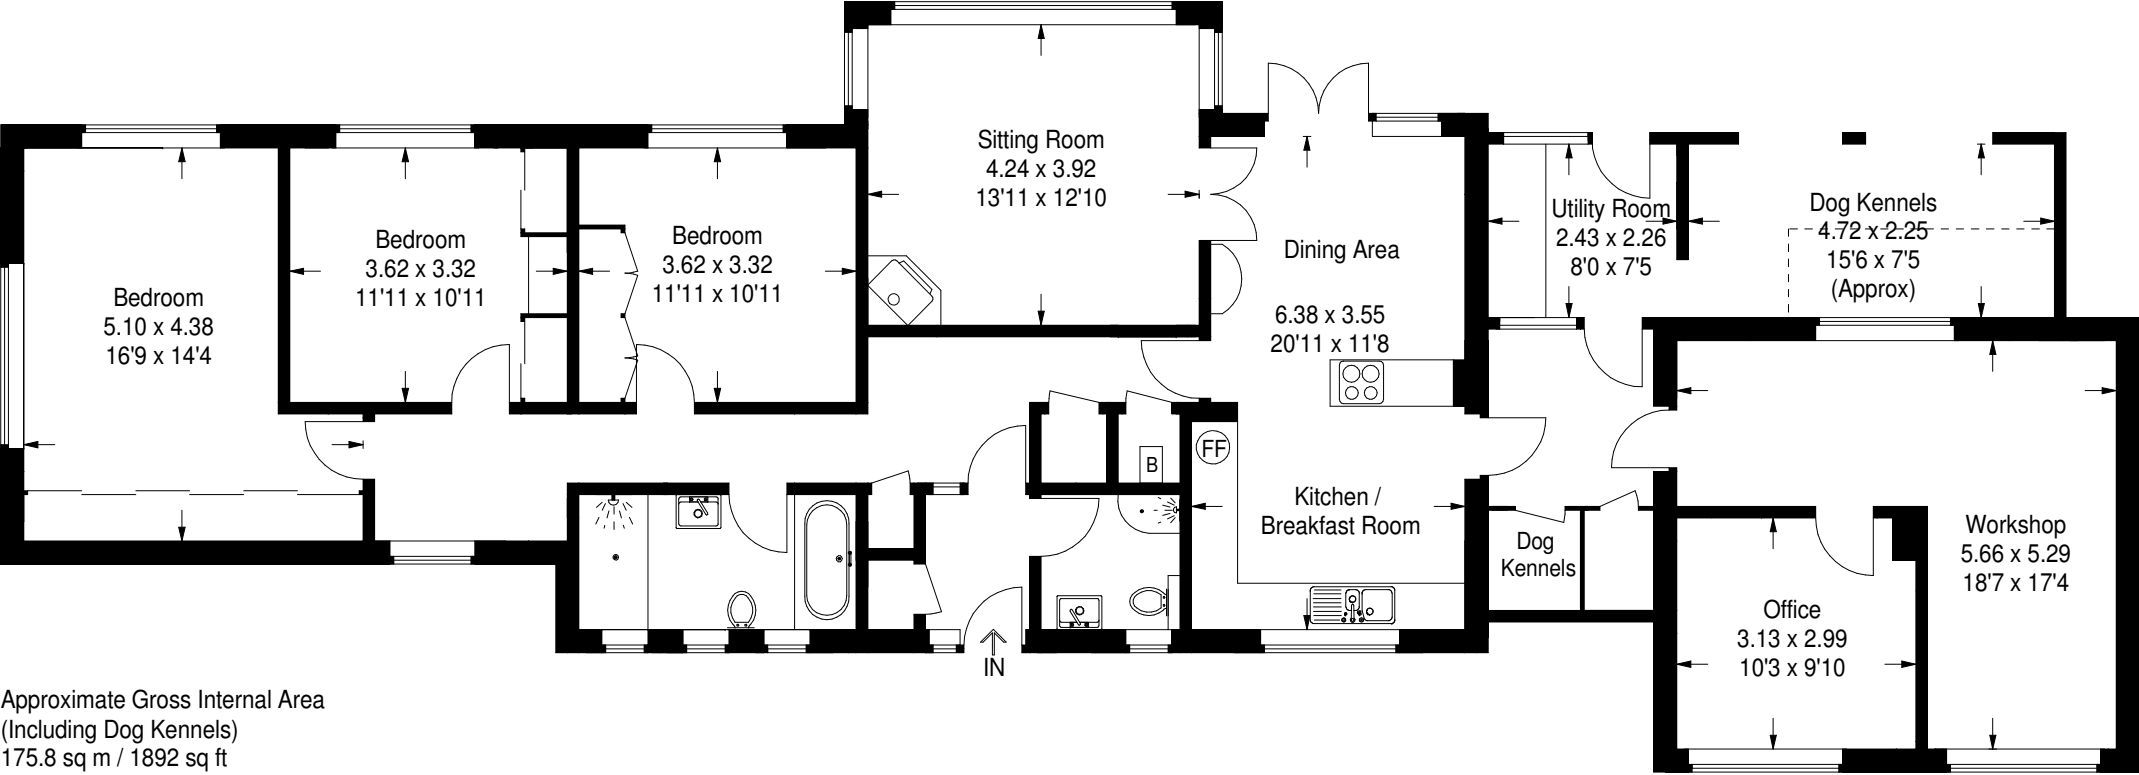 Bedroom
5.10 x 4.38
16'9 x 14'4
Bedroom
3.62 x 3.32
11'11 x 10'11
Bedroom
3.62 x 3.32
11'11 x 10'11
Sitting Room
4.24 x 3.92
13'11 x 12'10
Dining Area
6.38 x 3.55
20'11 x 11'8
Utility Room
2.43 x 2.26
8'0 x 7'5
Dog Kennels
4.72 x 2.25
15'6 x 7'5
(Approx)
FF
B
Kitchen /
Breakfast Room
Dog
Kennels
Workshop
5.66 x 5.29
18'7 x 17'4
Office
3.13 x 2.99
10'3 x 9'10
IN
Approximate Gross Internal Area
(Including Dog Kennels)
175.8 sq m / 1892 sq ft